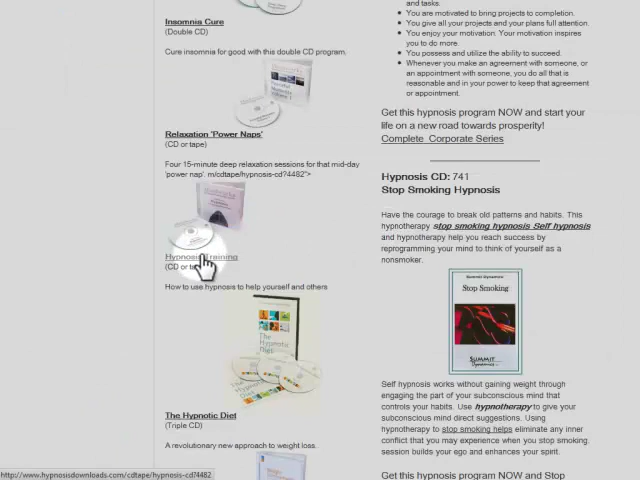 Insomnia Cure
(Double CD)
Cure insomnia for good with this double CD program.
Relaxation 'Power Naps'
(CD or tape)
Four 15-minute deep relaxation sessions for that mid-day
'power nap'. m/cdtape/hypnosis-cd?4482">
Hypnosis Training
(CD or ta
How to use hypnosis to help yourself and others
The
Hypnotic
Diet
The Hypnotic Diet
(Triple CD)
A revolutionary new approach to weight loss.
http://www.hypnosisdownloads.com/cdtape/hypnosis-cd?4482
and tasks.
You are motivated to bring projects to completion.
You give all your projects and your plans full attention.
You enjoy your motivation. Your motivation inspires
you to do more.
You possess and utilize the ability to succeed.
Whenever you make an agreement with someone, or
an appointment with someone, you do all that is
reasonable and in your power to keep that agreement
or appointment.
Get this hypnosis program NOW and start your
life on a new road towards prosperity!
Complete Corporate Series
Hypnosis CD: 741
Stop Smoking Hypnosis
Have the courage to break old patterns and habits. This
hypnotherapy stop smoking hypnosis Self hypnosis
and hypnotherapy help you reach success by
reprogramming your mind to think of yourself as a
nonsmoker.
Summit Dynamics
Stop Smoking
SUMMIT
Dynamics
Self hypnosis works without gaining weight through
engaging the part of your subconscious mind that
controls your habits. Use hypnotherapy to give your
subconscious mind direct suggestions. Using
hypnotherapy to stop smoking helps eliminate any inner
conflict that you may experience when you stop smoking.
session builds your ego and enhances your spirit.
Get this hypnosis program NOW and Stop